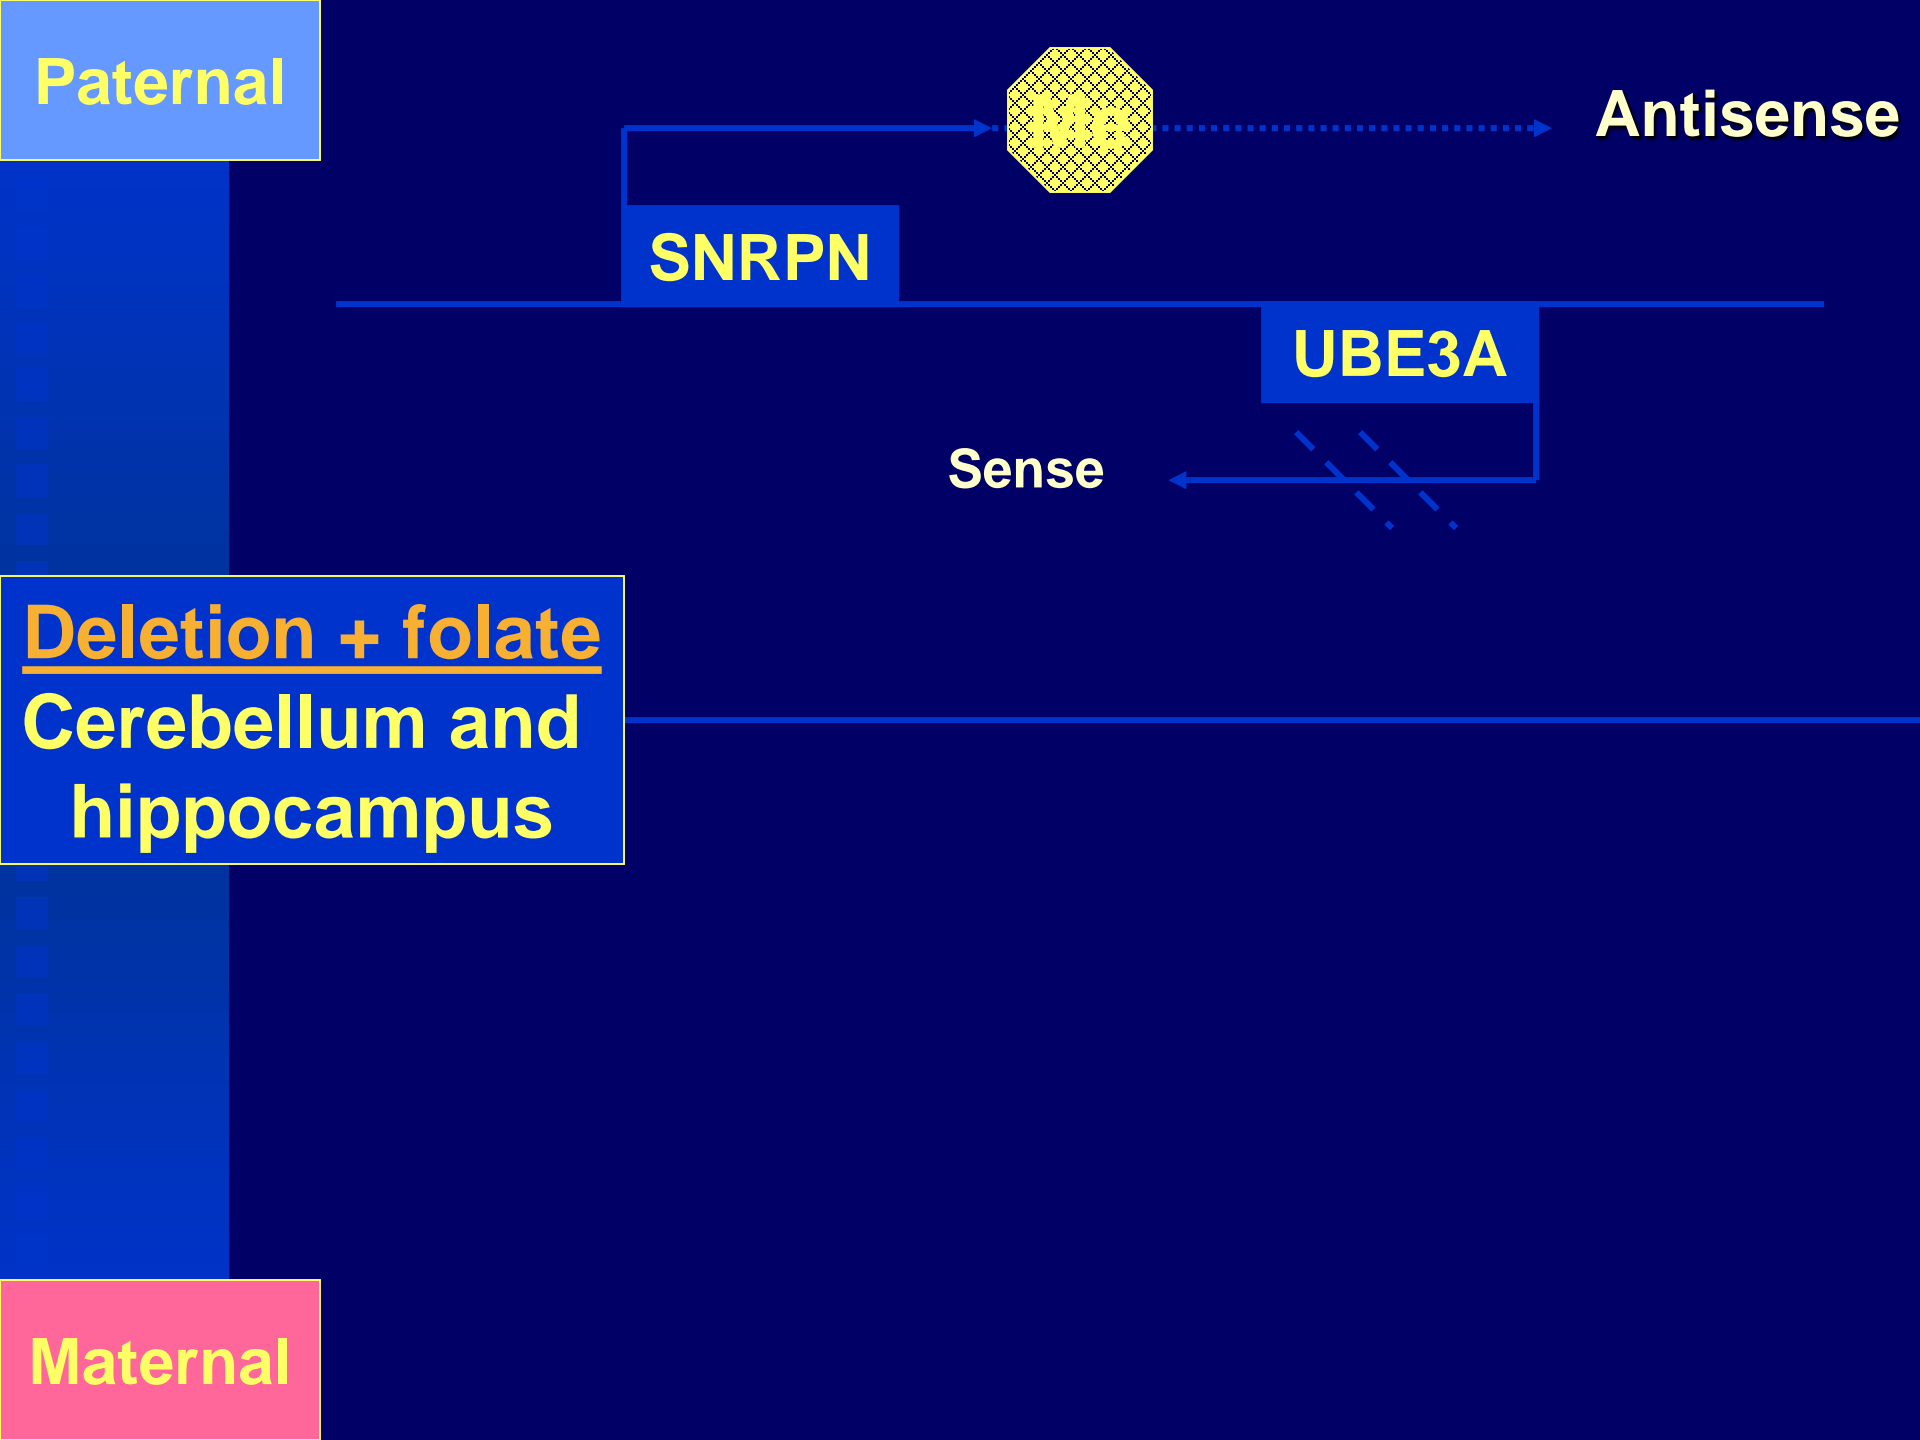 Paternal
Antisense
SNRPN
UBE3A
Sense
Deletion + folate
Cerebellum and
hippocampus
Maternal